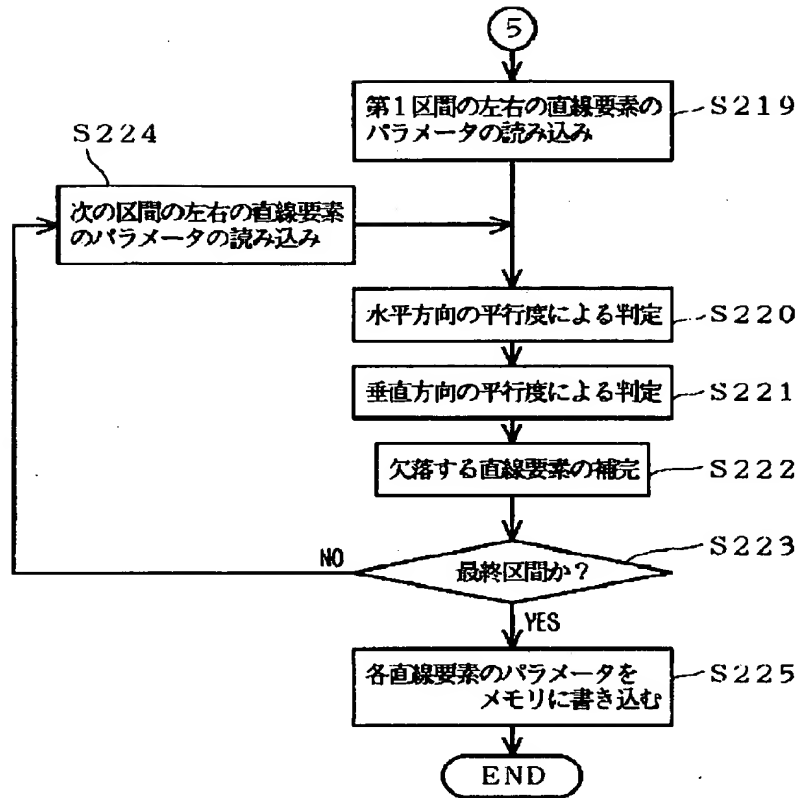 5
第1区間の左右の直線要素の
パラメータの読み込み
S219
S224
次の区間の左右の直線要素
のパラメータの読み込み
水平方向の平行度による判定
S220
垂直方向の平行度による判定
S221
欠落する直線要素の補完
S222
最終区間か?
S223
NO
YES
各直線要素のパラメータを
メモリに書き込む
S225
END